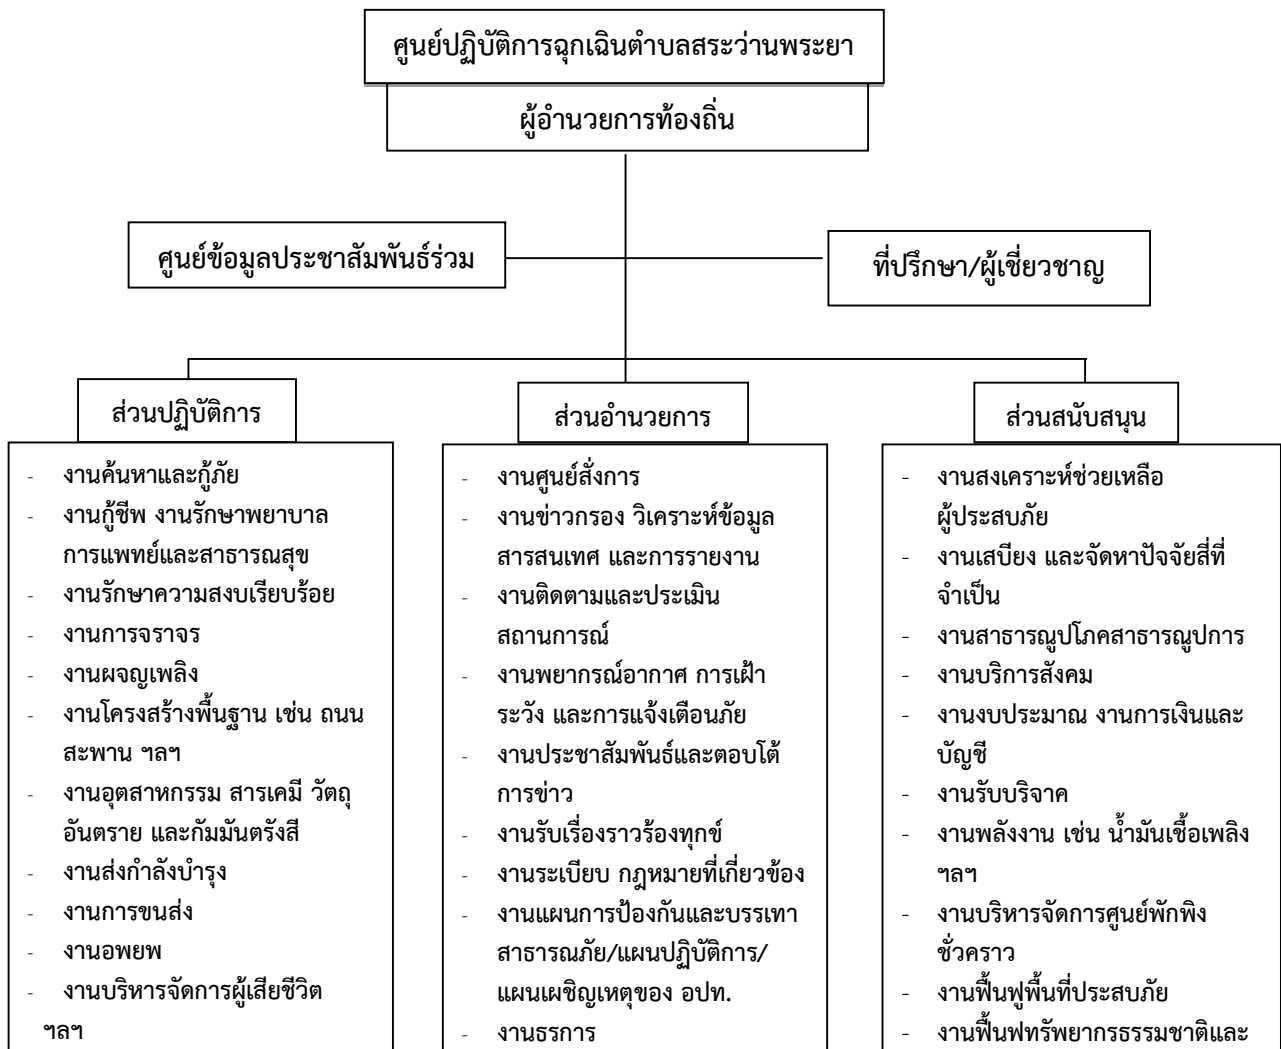 ศูนย์ปฏิบัติการฉุกเฉินตำบลสระว่านพระยา
ผู้อำนวยการท้องถิ่น
ศูนย์ข้อมูลประชาสัมพันธ์ร่วม
ที่ปรึกษา/ผู้เชี่ยวชาญ
ส่วนปฏิบัติการ
- งานค้นหาและกู้ภัย
- งานกู้ชีพ งานรักษาพยาบาล
การแพทย์และสาธารณสุข
- งานรักษาความสงบเรียบร้อย
- งานการจราจร
- งานผจญเพลิง
- งานโครงสร้างพื้นฐาน เช่น ถนน
สะพาน ฯลฯ
- งานอุตสาหกรรม สารเคมี วัตถุ
อันตราย และกัมมันตรังสี
- งานส่งกำลังบำรุง
- งานการขนส่ง
- งานอพยพ
- งานบริหารจัดการผู้เสียชีวิต
ฯลฯ
ส่วนอำนวยการ
- งานศูนย์สั่งการ
- งานข่าวกรอง วิเคราะห์ข้อมูล
สารสนเทศ และการรายงาน
- งานติดตามและประเมิน
สถานการณ์
- งานพยากรณ์อากาศ การเฝ้า
ระวัง และการแจ้งเตือนภัย
- งานประชาสัมพันธ์และตอบโต้
การข่าว
- งานรับเรื่องราวร้องทุกข์
- งานระเบียบ กฎหมายที่เกี่ยวข้อง
- งานแผนการป้องกันและบรรเทา
สาธารณภัย/แผนปฏิบัติการ/
แผนเผชิญเหตุของ อปท.
- งานธรการ
ส่วนสนับสนุน
- งานสงเคราะห์ช่วยเหลือ
ผู้ประสบภัย
- งานเสบียง และจัดหาปัจจัยสี่ที่
จำเป็น
- งานสาธารณูปโภคสาธารณูปการ
- งานบริการสังคม
- งานงบประมาณ งานการเงินและ
บัญชี
- งานรับบริจาค
- งานพลังงาน เช่น น้ำมันเชื้อเพลิง
ฯลฯ
- งานบริหารจัดการศูนย์พักพิง
ชั่วคราว
- งานฟื้นฟูพื้นที่ประสบภัย
- งานฟื้นฟทรัพยากรธรรมชาติและ